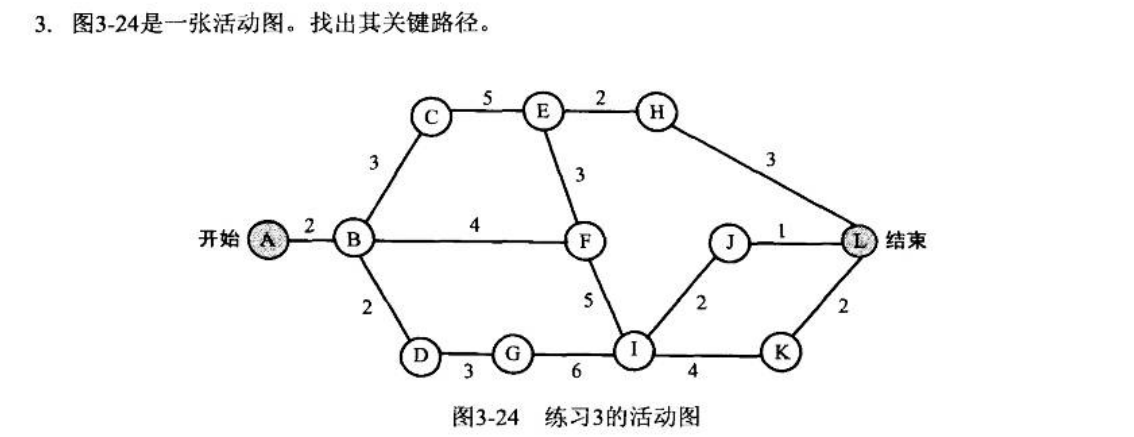 3. 图3-24是一张活动图。找出其关键路径。
C 5 E 2 H
3 3 3
开始 A 2 B 4 F J 1 L 结束
2 5 2 2
D 3 G 6 I 4 K
图3-24 练习3的活动图